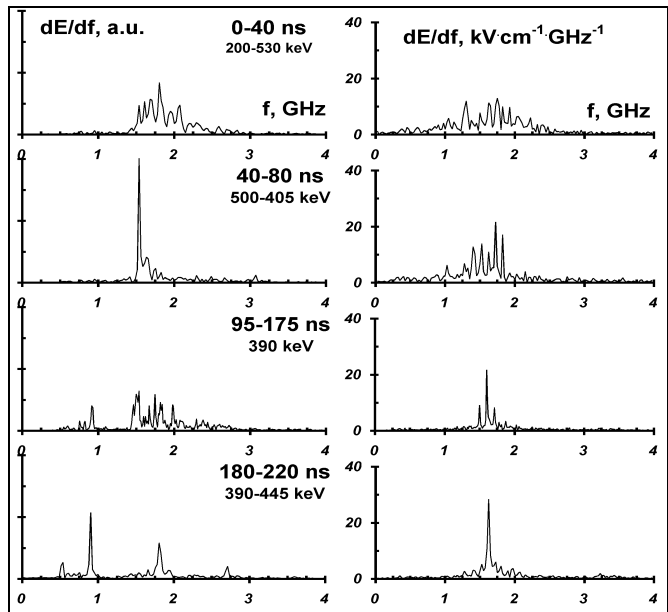 dE/df, a.u.
0-40 ns
200-530 keV
f, GHz
0 1 2 3 4
40
dE/df, kV·cm-1·GHz-1
20
f, GHz
0
0 1 2 3 4
40-80 ns
500-405 keV
0 1 2 3 4
40
20
0
0 1 2 3 4
95-175 ns
390 keV
0 1 2 3 4
40
20
0
0 1 2 3 4
180-220 ns
390-445 keV
0 1 2 3 4
40
20
0
0 1 2 3 4